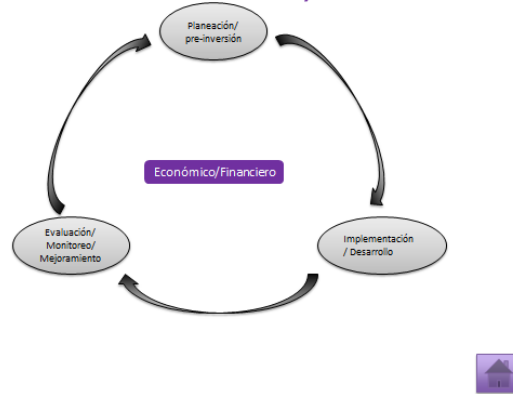 Planeación/
pre-inversión
Económico/Financiero
Evaluación/
Monitoreo/
Mejoramiento
Implementación
/ Desarrollo